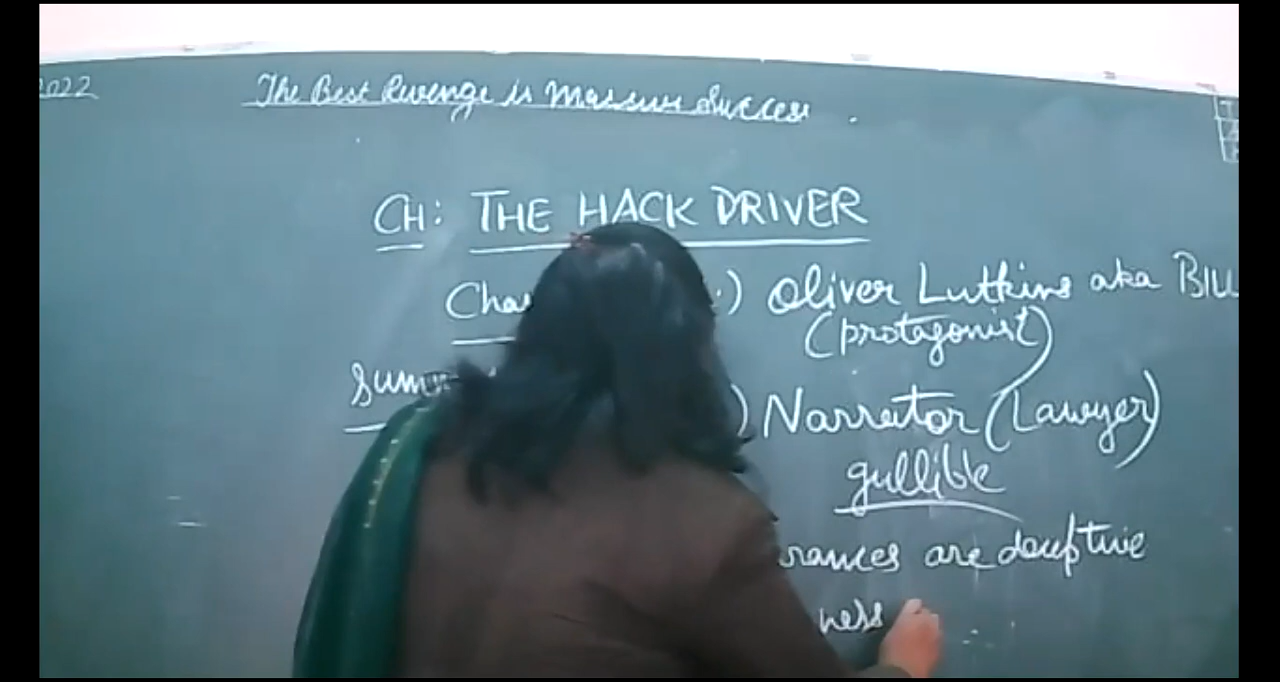 2022
The Best Revenge is Massive Success.
CH: THE HACK DRIVER
Cha :) Oliver Lutkins aka BILL
(protagonist)
Summ ) Narrator (Lawyer)
gullible
rances are deceptive
ness